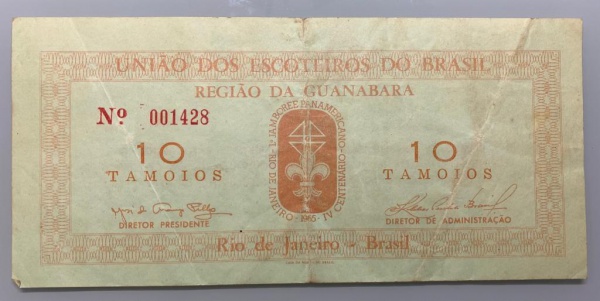 UNIÃO DOS ESCOTEIROS DO BRASIL
REGIÃO DA GUANABARA
Nº 001428
1º JAMBOREE PANAMERICANO
RIO DE JANEIRO - 1965 - IV CENTENÁRIO
10
TAMOIOS
10
TAMOIOS
DIRETOR PRESIDENTE
DIRETOR DE ADMINISTRAÇÃO
Rio de Janeiro - Brasil